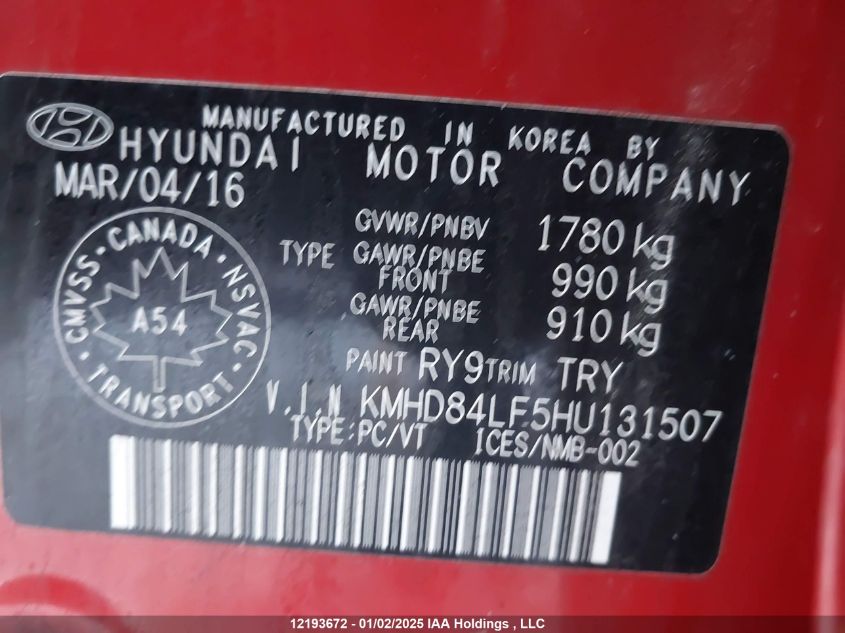 MANUFACTURED IN KOREA BY
HYUNDAI MOTOR COMPANY
MAR/04/16
GVWR/PNBV 1780 kg
TYPE GAWR/PNBE FRONT 990 kg
GAWR/PNBE REAR 910 kg
CMVSS · CANADA · NSVAC · TRANSPORT ·
A54
PAINT RY9 TRIM TRY
V.I.N KMHD84LF5HU131507
TYPE:PC/VT ICES/NMB-002
12193672 - 01/02/2025 IAA Holdings , LLC